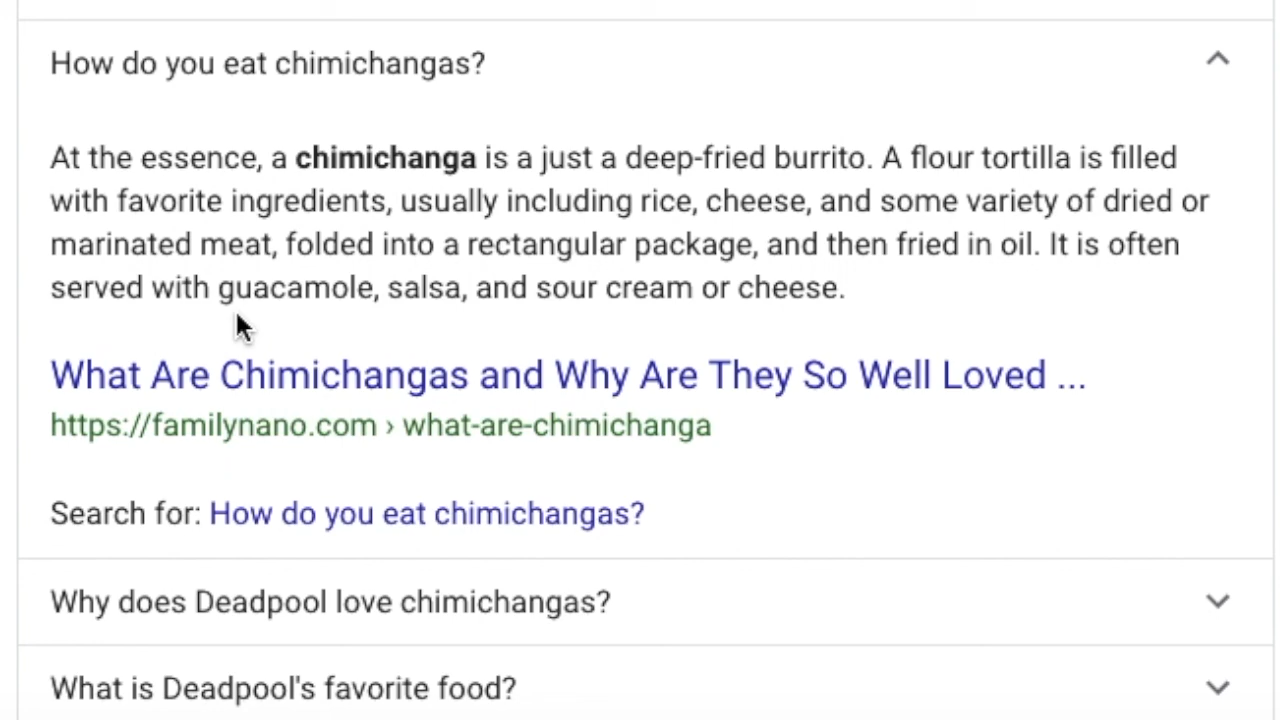 How do you eat chimichangas?
At the essence, a chimichanga is a just a deep-fried burrito. A flour tortilla is filled
with favorite ingredients, usually including rice, cheese, and some variety of dried or
marinated meat, folded into a rectangular package, and then fried in oil. It is often
served with guacamole, salsa, and sour cream or cheese.
What Are Chimichangas and Why Are They So Well Loved ...
https://familynano.com › what-are-chimichanga
Search for: How do you eat chimichangas?
Why does Deadpool love chimichangas?
What is Deadpool's favorite food?